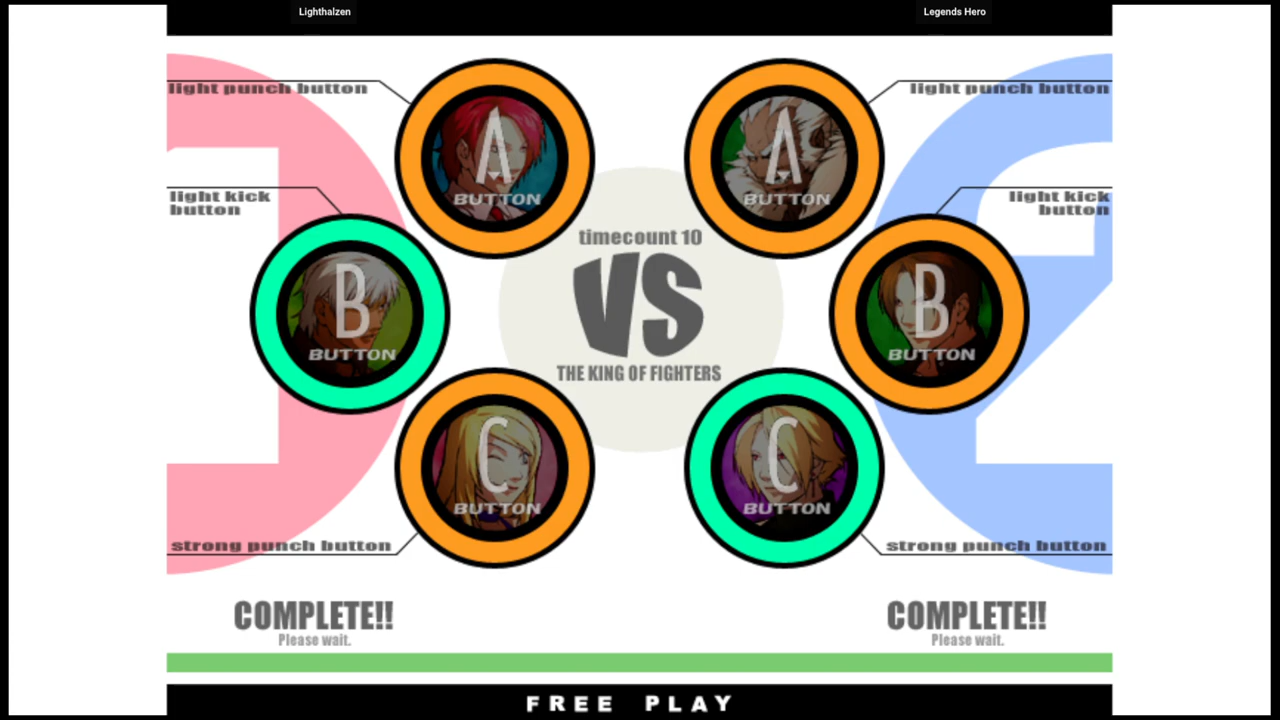 Lighthalzen
Legends Hero
light punch button
light punch button
A
BUTTON
A
BUTTON
light kick
button
light kick
button
timecount 10
VS
THE KING OF FIGHTERS
B
BUTTON
B
BUTTON
C
BUTTON
C
BUTTON
strong punch button
strong punch button
COMPLETE!!
Please wait.
COMPLETE!!
Please wait.
FREE PLAY